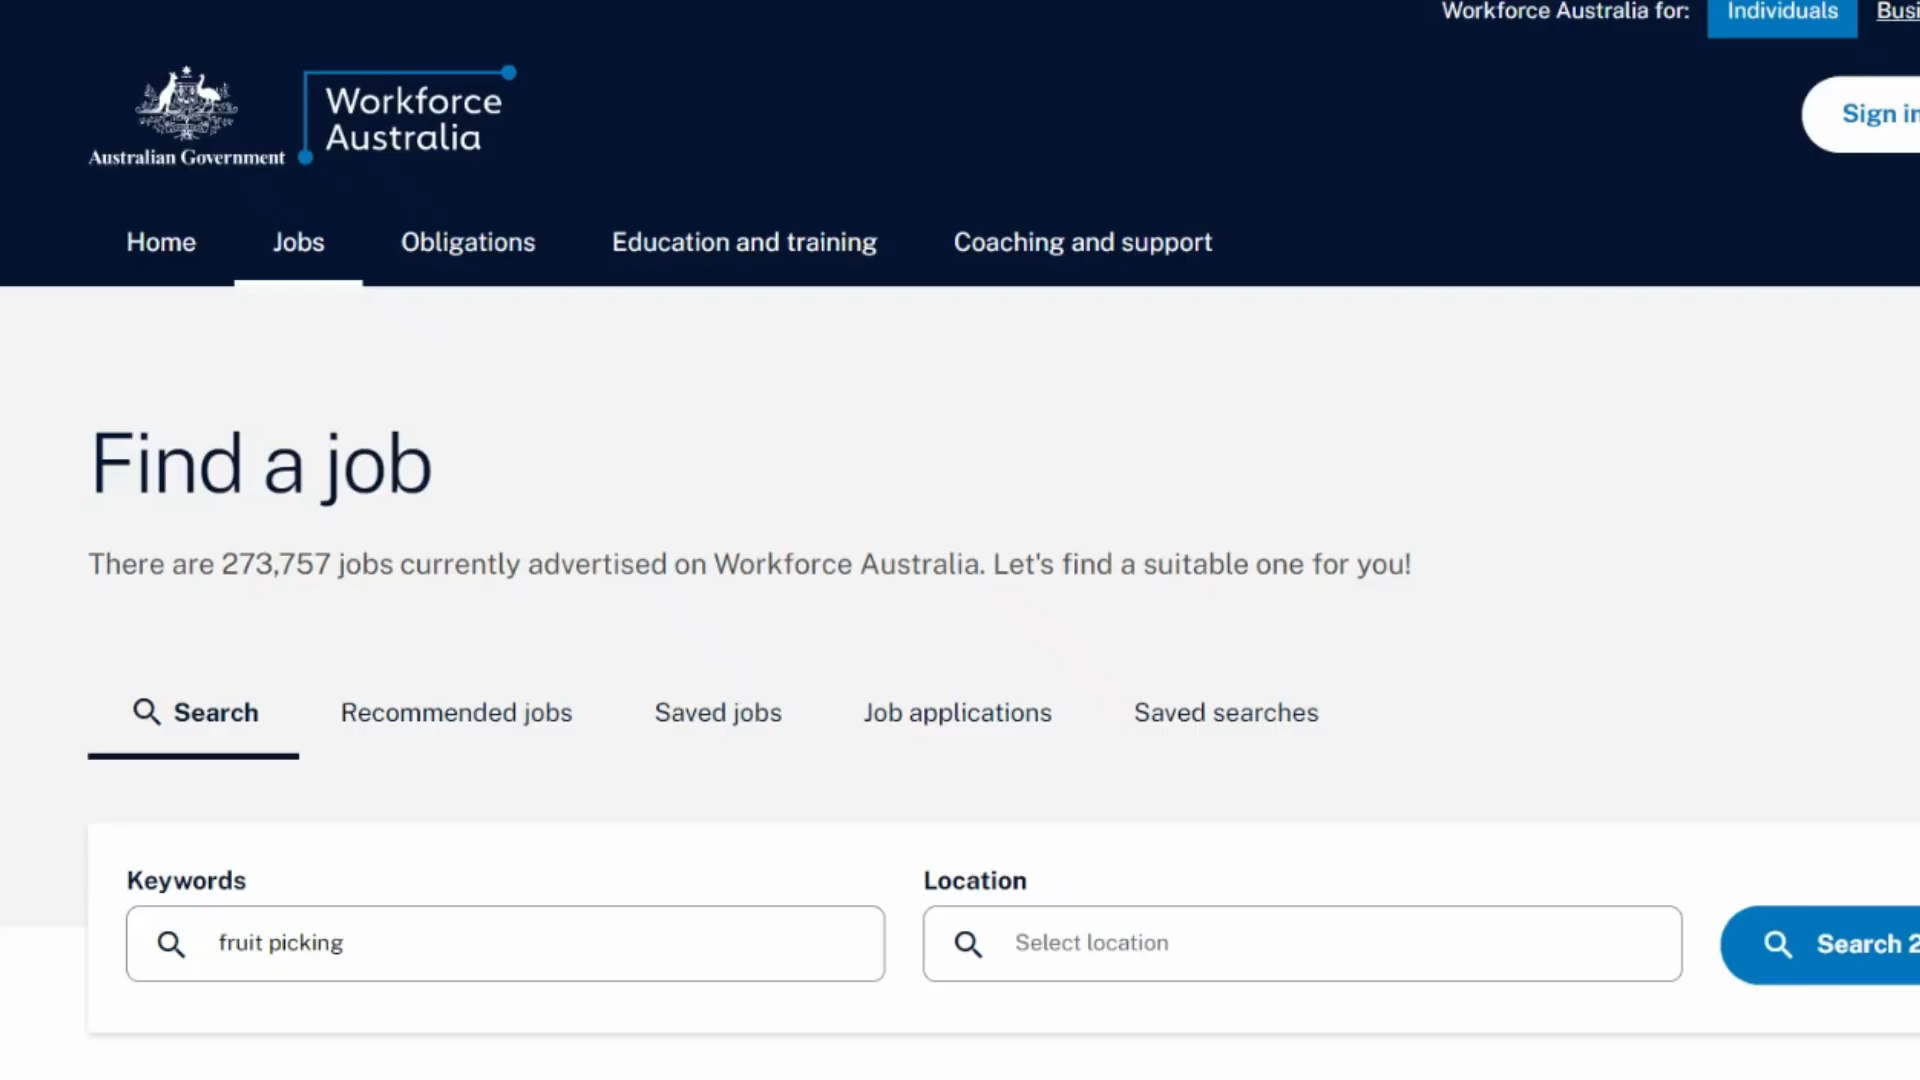 Workforce Australia for: Individuals
Australian Government
Workforce
Australia
Home Jobs Obligations Education and training Coaching and support
Find a job
There are 273,757 jobs currently advertised on Workforce Australia. Let's find a suitable one for you!
Search Recommended jobs Saved jobs Job applications Saved searches
Keywords Location
fruit picking Select location Search